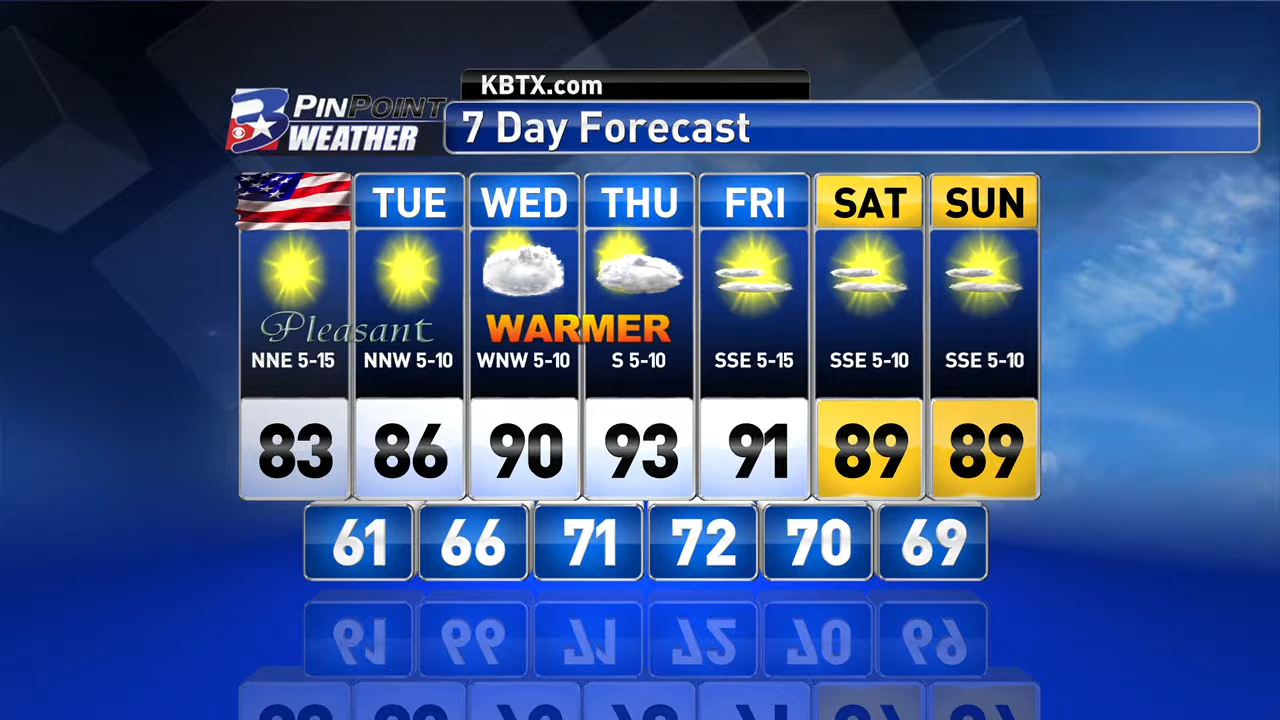 KBTX.com
3 PINPOINT
WEATHER
7 Day Forecast
TUE WED THU FRI SAT SUN
Pleasant WARMER
NNE 5-15 NNW 5-10 WNW 5-10 S 5-10 SSE 5-15 SSE 5-10 SSE 5-10
83 86 90 93 91 89 89
61 66 71 72 70 69